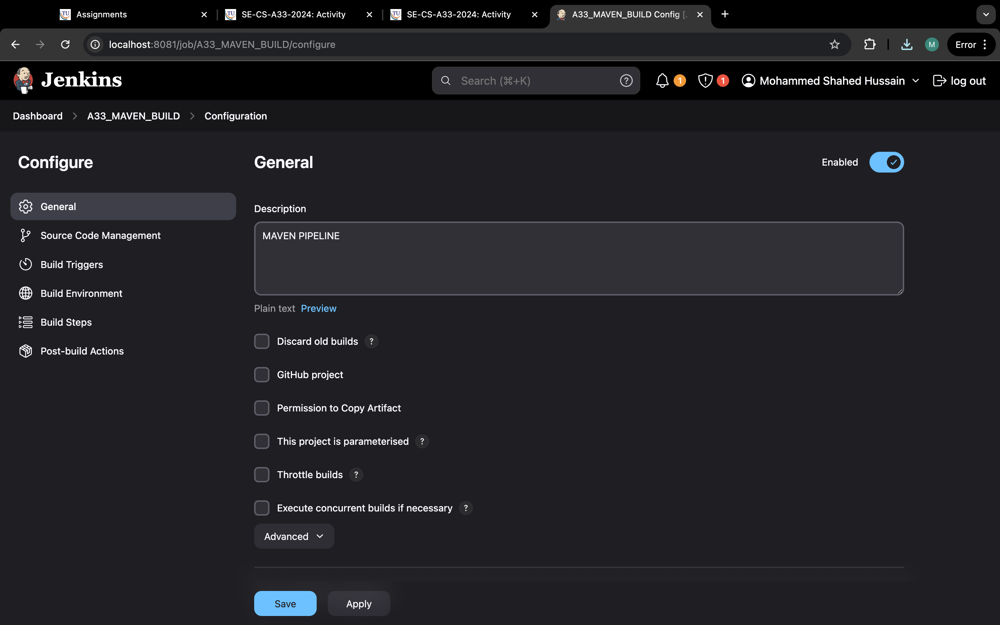 Assignments
SE-CS-A33-2024: Activity
SE-CS-A33-2024: Activity
A33_MAVEN_BUILD Config [
localhost:8081/job/A33_MAVEN_BUILD/configure
M
Error
Jenkins
Search (⌘+K)
?
1
1
Mohammed Shahed Hussain
log out
Dashboard
A33_MAVEN_BUILD
Configuration
Configure
General
Source Code Management
Build Triggers
Build Environment
Build Steps
Post-build Actions
General
Enabled
Description
MAVEN PIPELINE
Plain text Preview
Discard old builds ?
GitHub project
Permission to Copy Artifact
This project is parameterised ?
Throttle builds ?
Execute concurrent builds if necessary ?
Advanced
Save
Apply